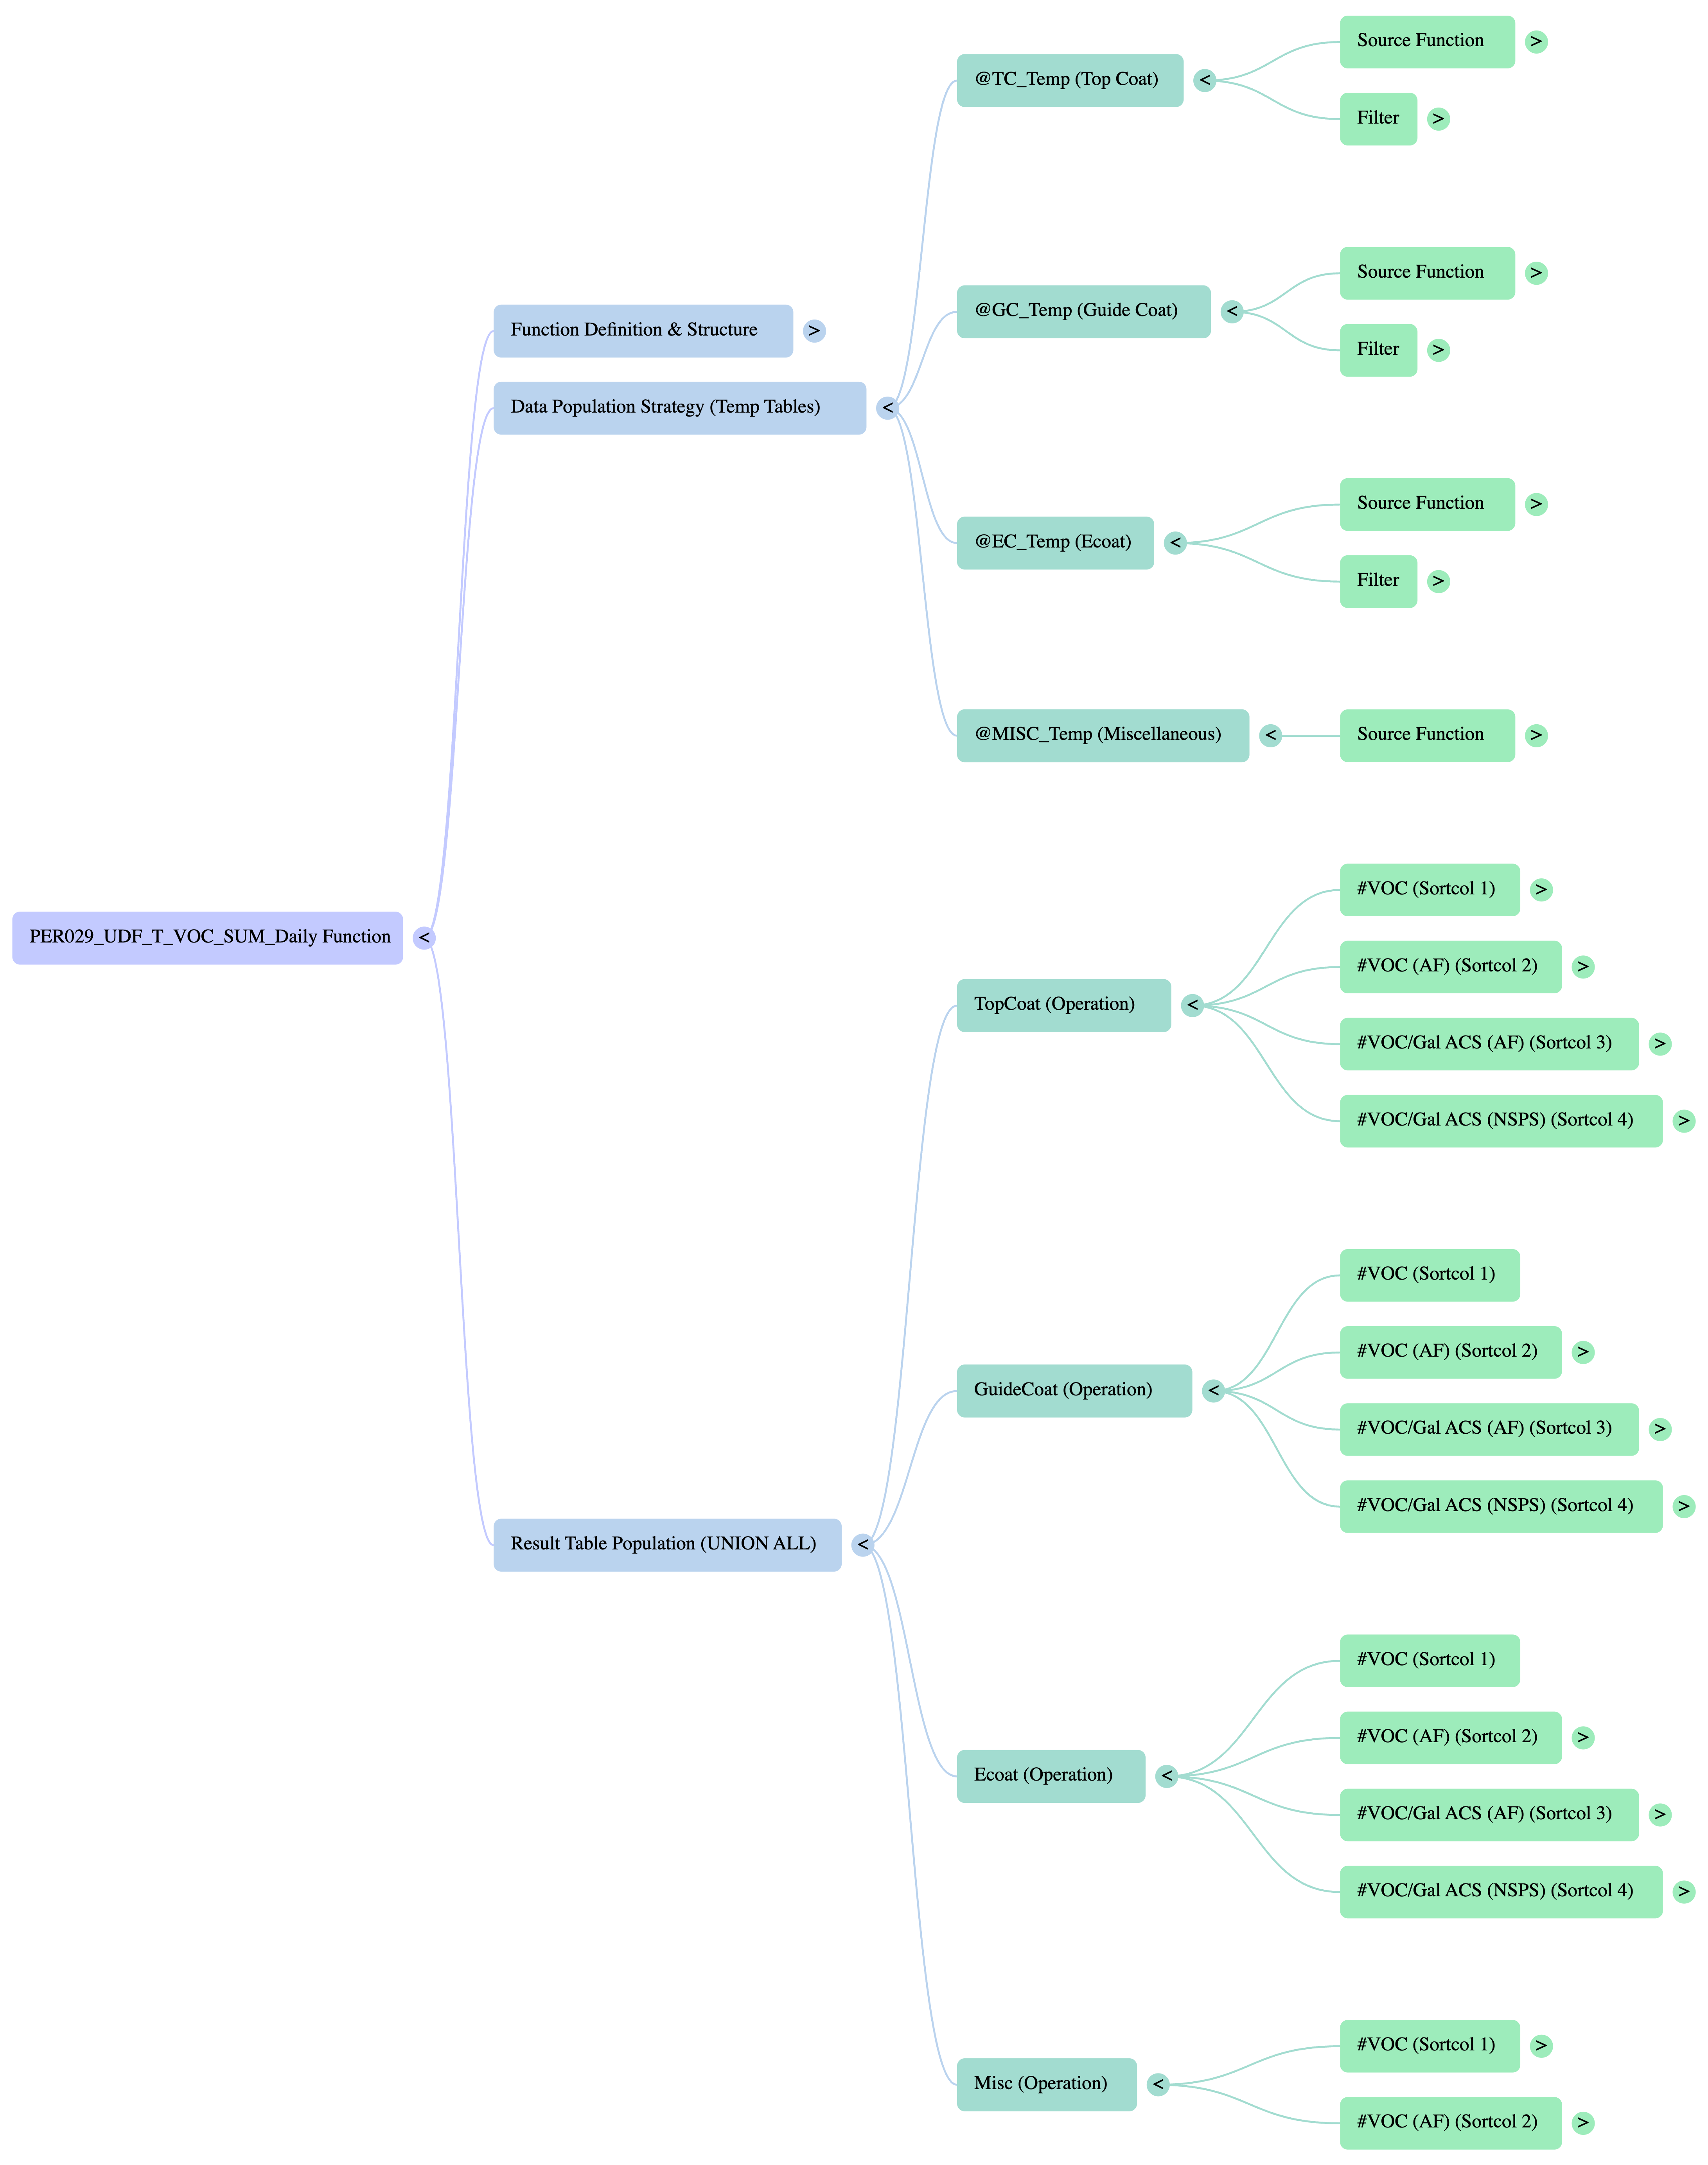 PER029_UDF_T_VOC_SUM_Daily Function
<
Function Definition & Structure
>
Data Population Strategy (Temp Tables)
<
@TC_Temp (Top Coat)
<
Source Function
>
Filter
>
@GC_Temp (Guide Coat)
<
Source Function
>
Filter
>
@EC_Temp (Ecoat)
<
Source Function
>
Filter
>
@MISC_Temp (Miscellaneous)
<
Source Function
>
Result Table Population (UNION ALL)
<
TopCoat (Operation)
<
#VOC (Sortcol 1)
>
#VOC (AF) (Sortcol 2)
>
#VOC/Gal ACS (AF) (Sortcol 3)
>
#VOC/Gal ACS (NSPS) (Sortcol 4)
>
GuideCoat (Operation)
<
#VOC (Sortcol 1)
#VOC (AF) (Sortcol 2)
>
#VOC/Gal ACS (AF) (Sortcol 3)
>
#VOC/Gal ACS (NSPS) (Sortcol 4)
>
Ecoat (Operation)
<
#VOC (Sortcol 1)
#VOC (AF) (Sortcol 2)
>
#VOC/Gal ACS (AF) (Sortcol 3)
>
#VOC/Gal ACS (NSPS) (Sortcol 4)
>
Misc (Operation)
<
#VOC (Sortcol 1)
>
#VOC (AF) (Sortcol 2)
>